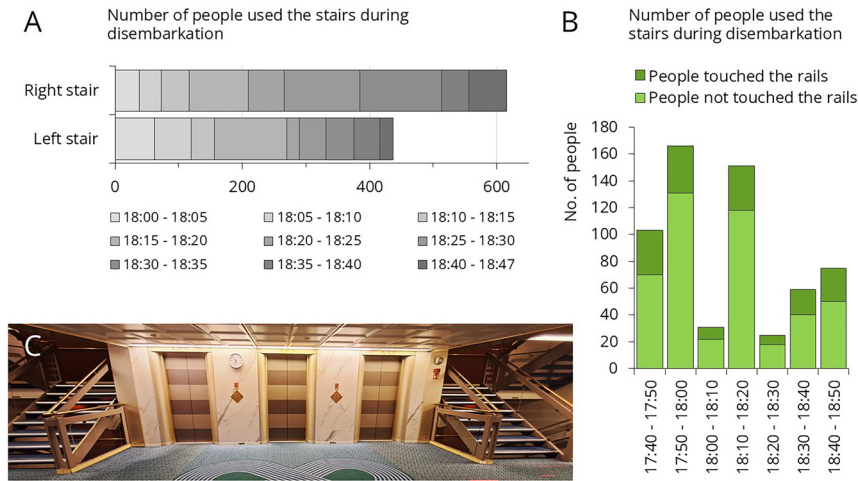 A
Number of people used the stairs during
disembarkation
Right stair
Left stair
0 200 400 600
18:00 - 18:05 18:05 - 18:10 18:10 - 18:15
18:15 - 18:20 18:20 - 18:25 18:25 - 18:30
18:30 - 18:35 18:35 - 18:40 18:40 - 18:47
B
Number of people used the
stairs during disembarkation
People touched the rails
People not touched the rails
No. of people
180
160
140
120
100
80
60
40
20
0
17:40 - 17:50
17:50 - 18:00
18:00 - 18:10
18:10 - 18:20
18:20 - 18:30
18:30 - 18:40
18:40 - 18:50
C